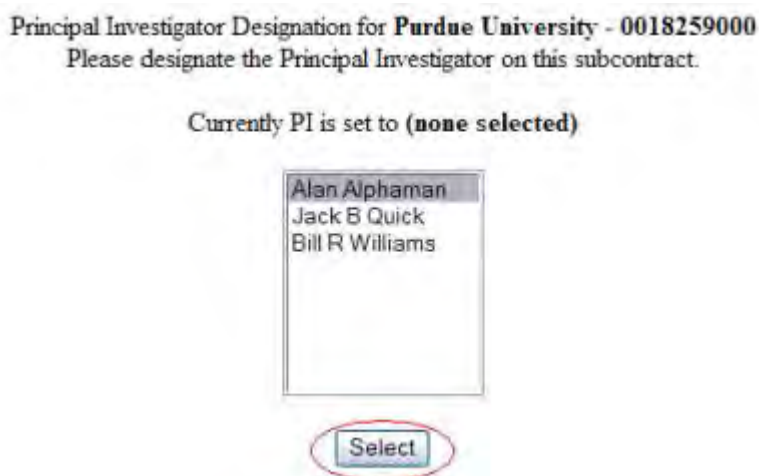 Principal Investigator Designation for Purdue University - 0018259000
Please designate the Principal Investigator on this subcontract.
Currently PI is set to (none selected)
Alan Alphaman
Jack B Quick
Bill R Williams
Select